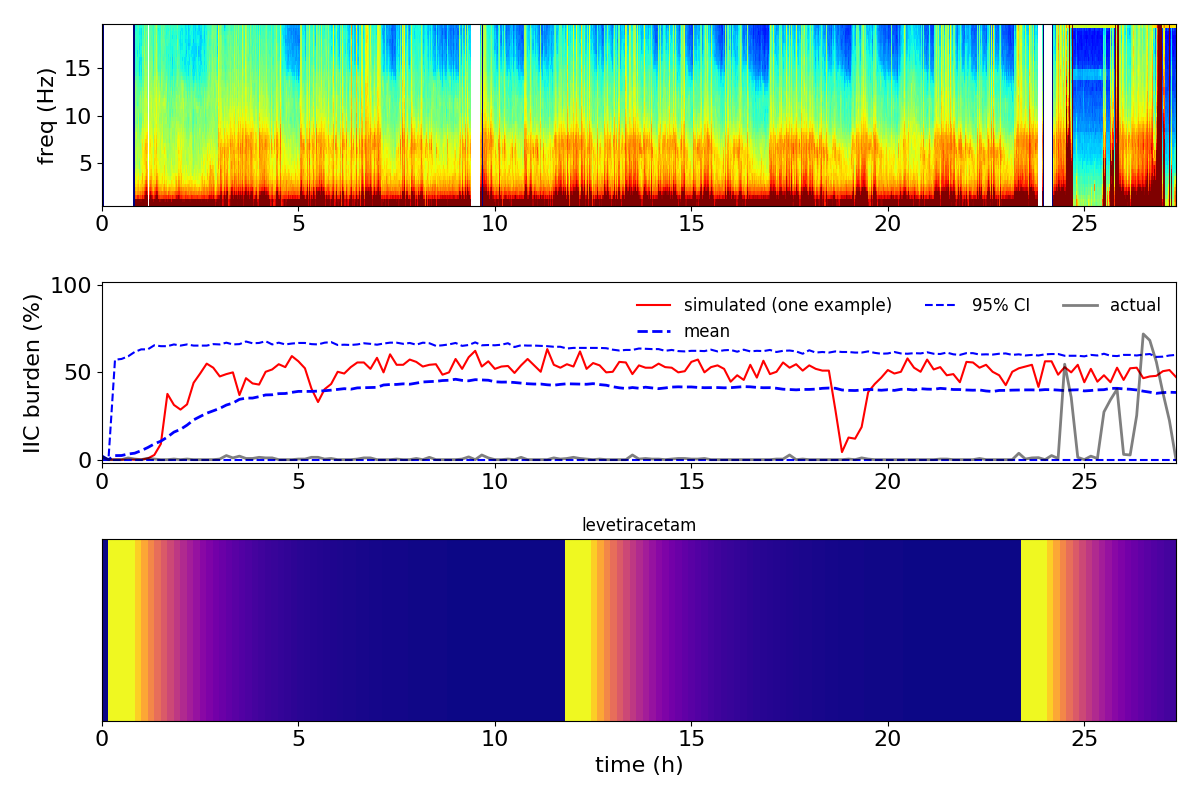 freq (Hz)
15
10
5
0 5 10 15 20 25
IIC burden (%)
100
50
0
simulated (one example) 95% CI actual
mean
0 5 10 15 20 25
levetiracetam
0 5 10 15 20 25
time (h)